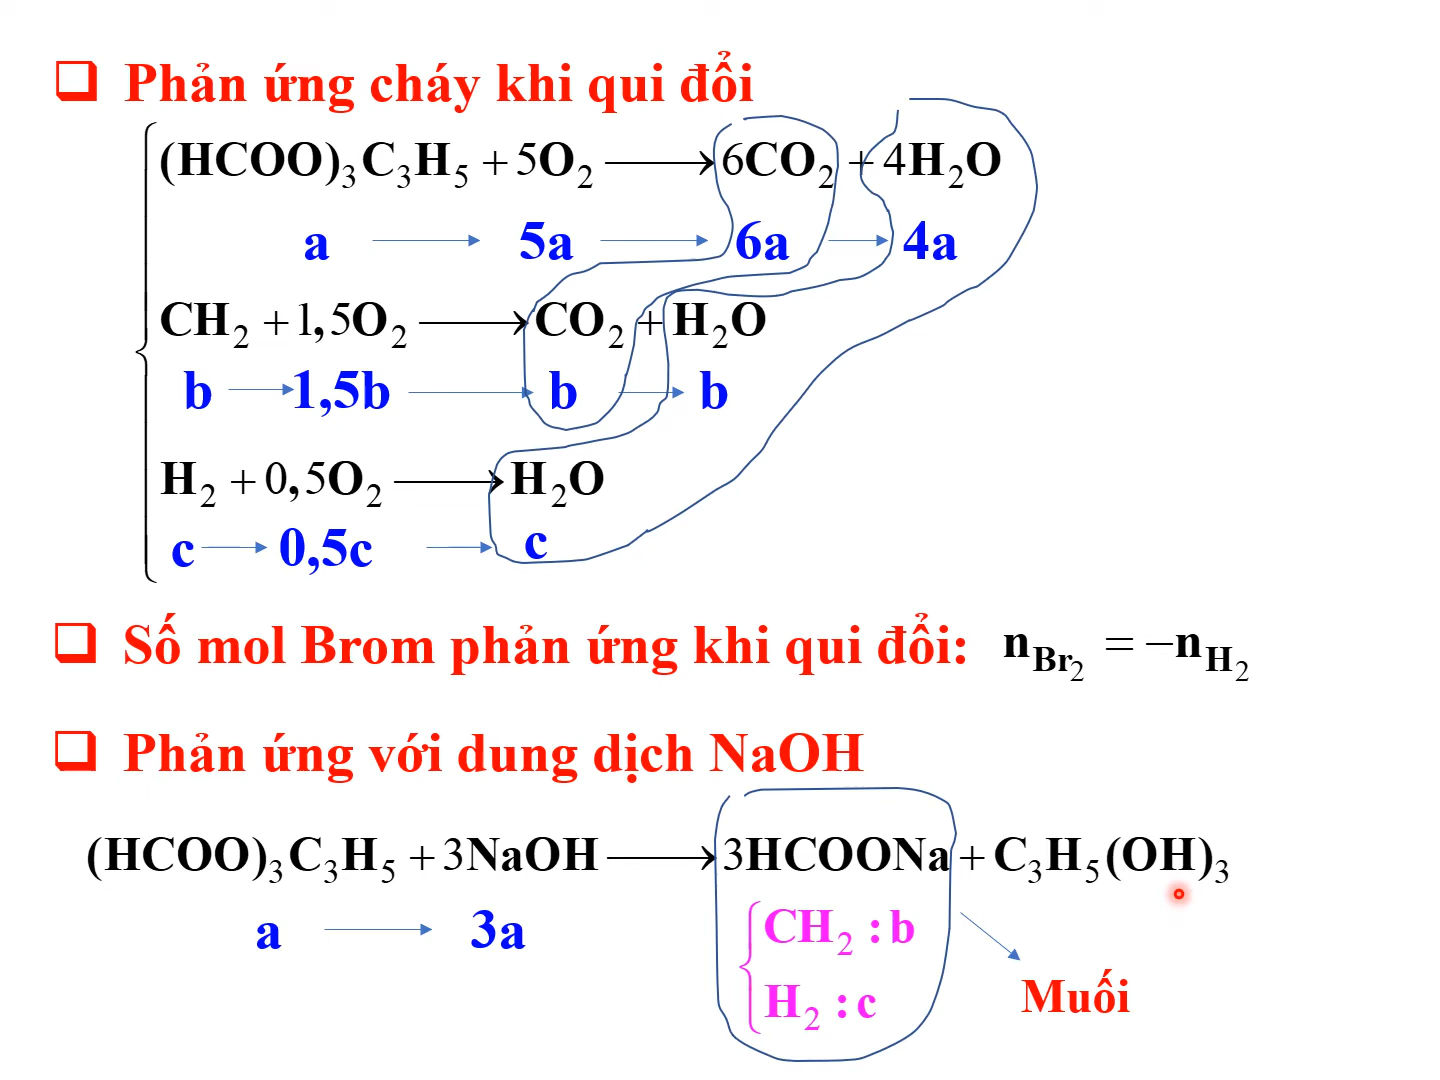 Phản ứng cháy khi qui đổi
(HCOO)₃C₃H₅ + 5O₂ ⟶ 6CO₂ + 4H₂O
a → 5a → 6a → 4a
CH₂ + 1,5O₂ ⟶ CO₂ + H₂O
b → 1,5b → b → b
H₂ + 0,5O₂ ⟶ H₂O
c → 0,5c → c
Số mol Brom phản ứng khi qui đổi: n_Br₂ = −n_H₂
Phản ứng với dung dịch NaOH
(HCOO)₃C₃H₅ + 3NaOH ⟶ 3HCOONa + C₃H₅(OH)₃
a → 3a
CH₂ : b
H₂ : c
Muối